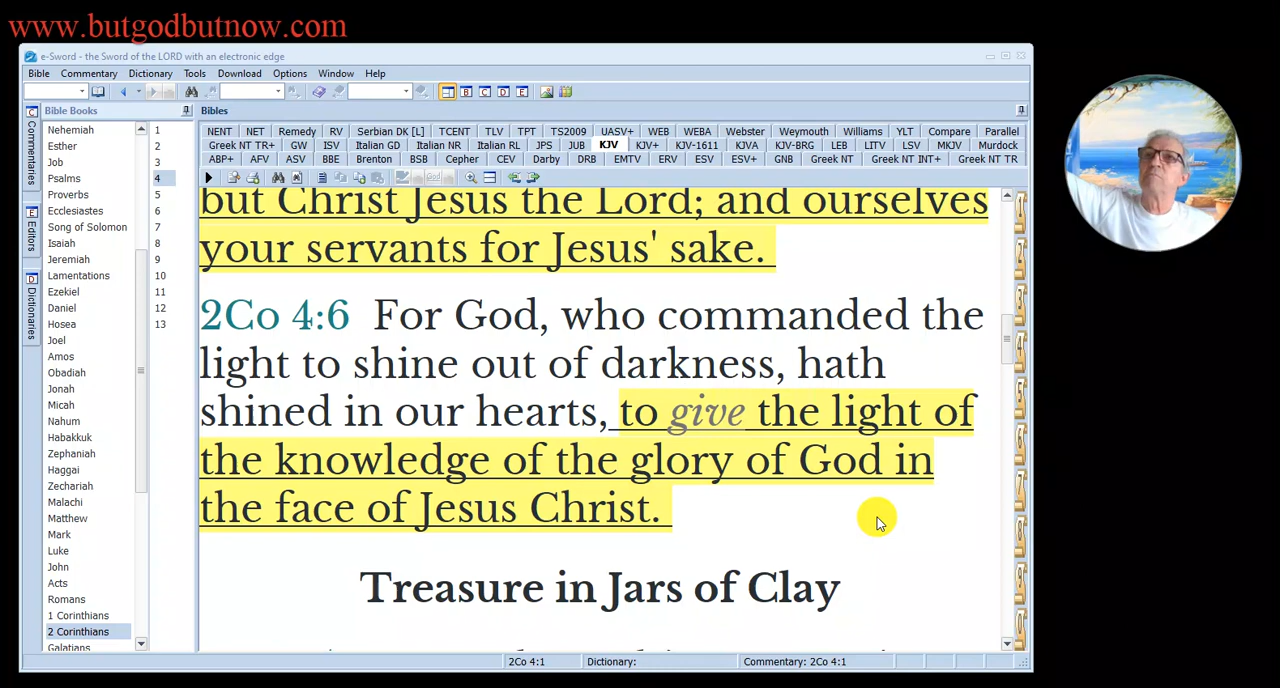 www.butgodbutnow.com
e-Sword - the Sword of the LORD with an electronic edge
Bible Commentary Dictionary Tools Download Options Window Help
B C D E
Bible Books
Bibles
Commentaries
Editors
Dictionaries
Nehemiah
Esther
Job
Psalms
Proverbs
Ecclesiastes
Song of Solomon
Isaiah
Jeremiah
Lamentations
Ezekiel
Daniel
Hosea
Joel
Amos
Obadiah
Jonah
Micah
Nahum
Habakkuk
Zephaniah
Haggai
Zechariah
Malachi
Matthew
Mark
Luke
John
Acts
Romans
1 Corinthians
2 Corinthians
Galatians
1
2
3
4
5
6
7
8
9
10
11
12
13
NENT NET Remedy RV Serbian DK [L] TCENT TLV TPT TS2009 UASV+ WEB WEBA Webster Weymouth Williams YLT Compare Parallel
Greek NT TR+ GW ISV Italian GD Italian NR Italian RL JPS JUB KJV KJV+ KJV-1611 KJVA KJV-BRG LEB LITV LSV MKJV Murdock
ABP+ AFV ASV BBE Brenton BSB Cepher CEV Darby DRB EMTV ERV ESV ESV+ GNB Greek NT Greek INT+ Greek NT TR
but Christ Jesus the Lord; and ourselves
your servants for Jesus' sake.
2Co 4:6 For God, who commanded the
light to shine out of darkness, hath
shined in our hearts, to give the light of
the knowledge of the glory of God in
the face of Jesus Christ.
Treasure in Jars of Clay
2Co 4:1 Dictionary: Commentary: 2Co 4:1